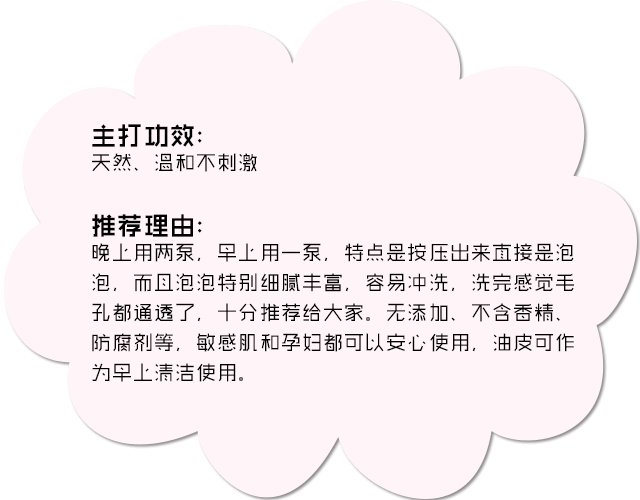 主打功效：
天然、温和不刺激
推荐理由：
晚上用两泵，早上用一泵，特点是按压出来直接是泡
泡，而且泡泡特别细腻丰富，容易冲洗，洗完感觉毛
孔都通透了，十分推荐给大家。无添加、不含香精、
防腐剂等，敏感肌和孕妇都可以安心使用，油皮可作
为早上清洁使用。